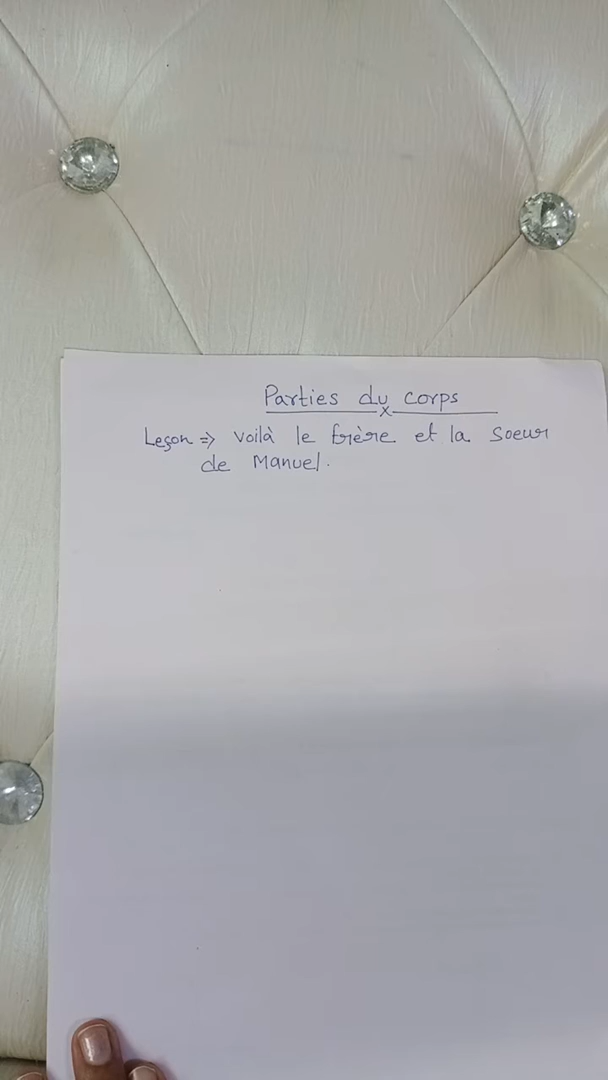 Parties du corps
x
Leçon => Voilà le frère et la soeur
de Manuel.